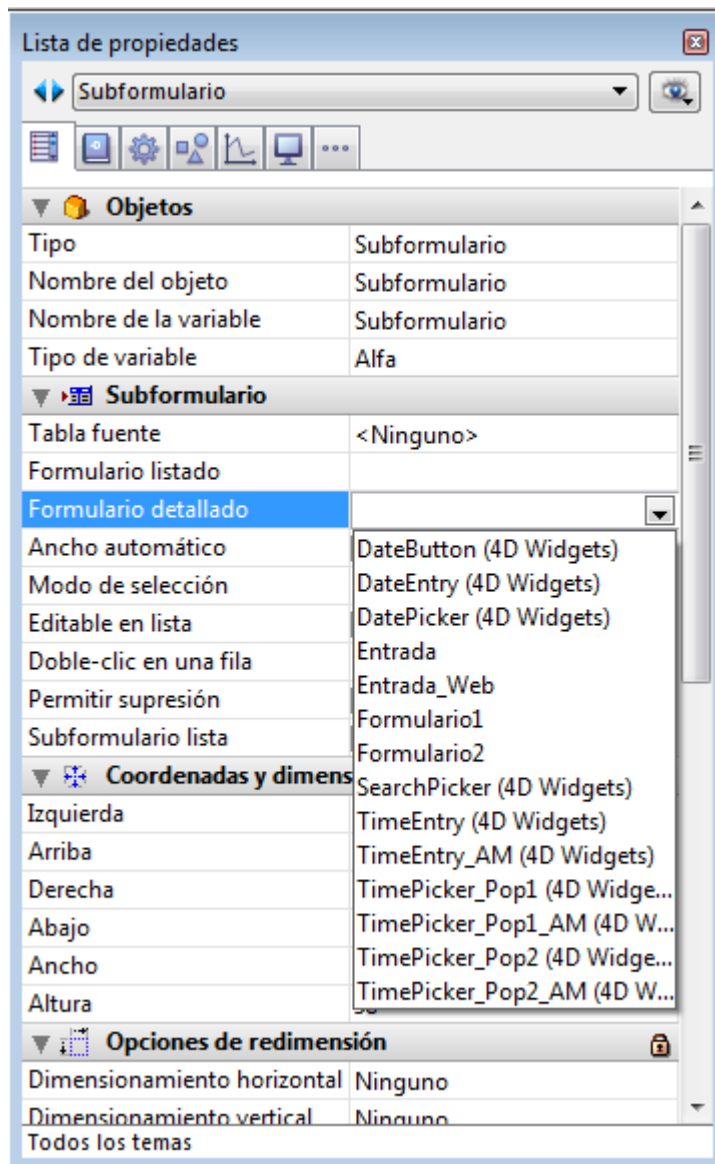 Lista de propiedades
Subformulario
Objetos
Tipo Subformulario
Nombre del objeto Subformulario
Nombre de la variable Subformulario
Tipo de variable Alfa
Subformulario
Tabla fuente <Ninguno>
Formulario listado
Formulario detallado
Ancho automático DateButton (4D Widgets)
Modo de selección DateEntry (4D Widgets)
Editable en lista DatePicker (4D Widgets)
Doble-clic en una fila Entrada
Permitir supresión Entrada_Web
Subformulario lista Formulario1
Formulario2
Coordenadas y dimens SearchPicker (4D Widgets)
Izquierda TimeEntry (4D Widgets)
Arriba TimeEntry_AM (4D Widgets)
Derecha TimePicker_Pop1 (4D Widge...
Abajo TimePicker_Pop1_AM (4D W...
Ancho TimePicker_Pop2 (4D Widge...
Altura TimePicker_Pop2_AM (4D W...
Opciones de redimensión
Dimensionamiento horizontal Ninguno
Dimensionamiento vertical Ninguno
Todos los temas